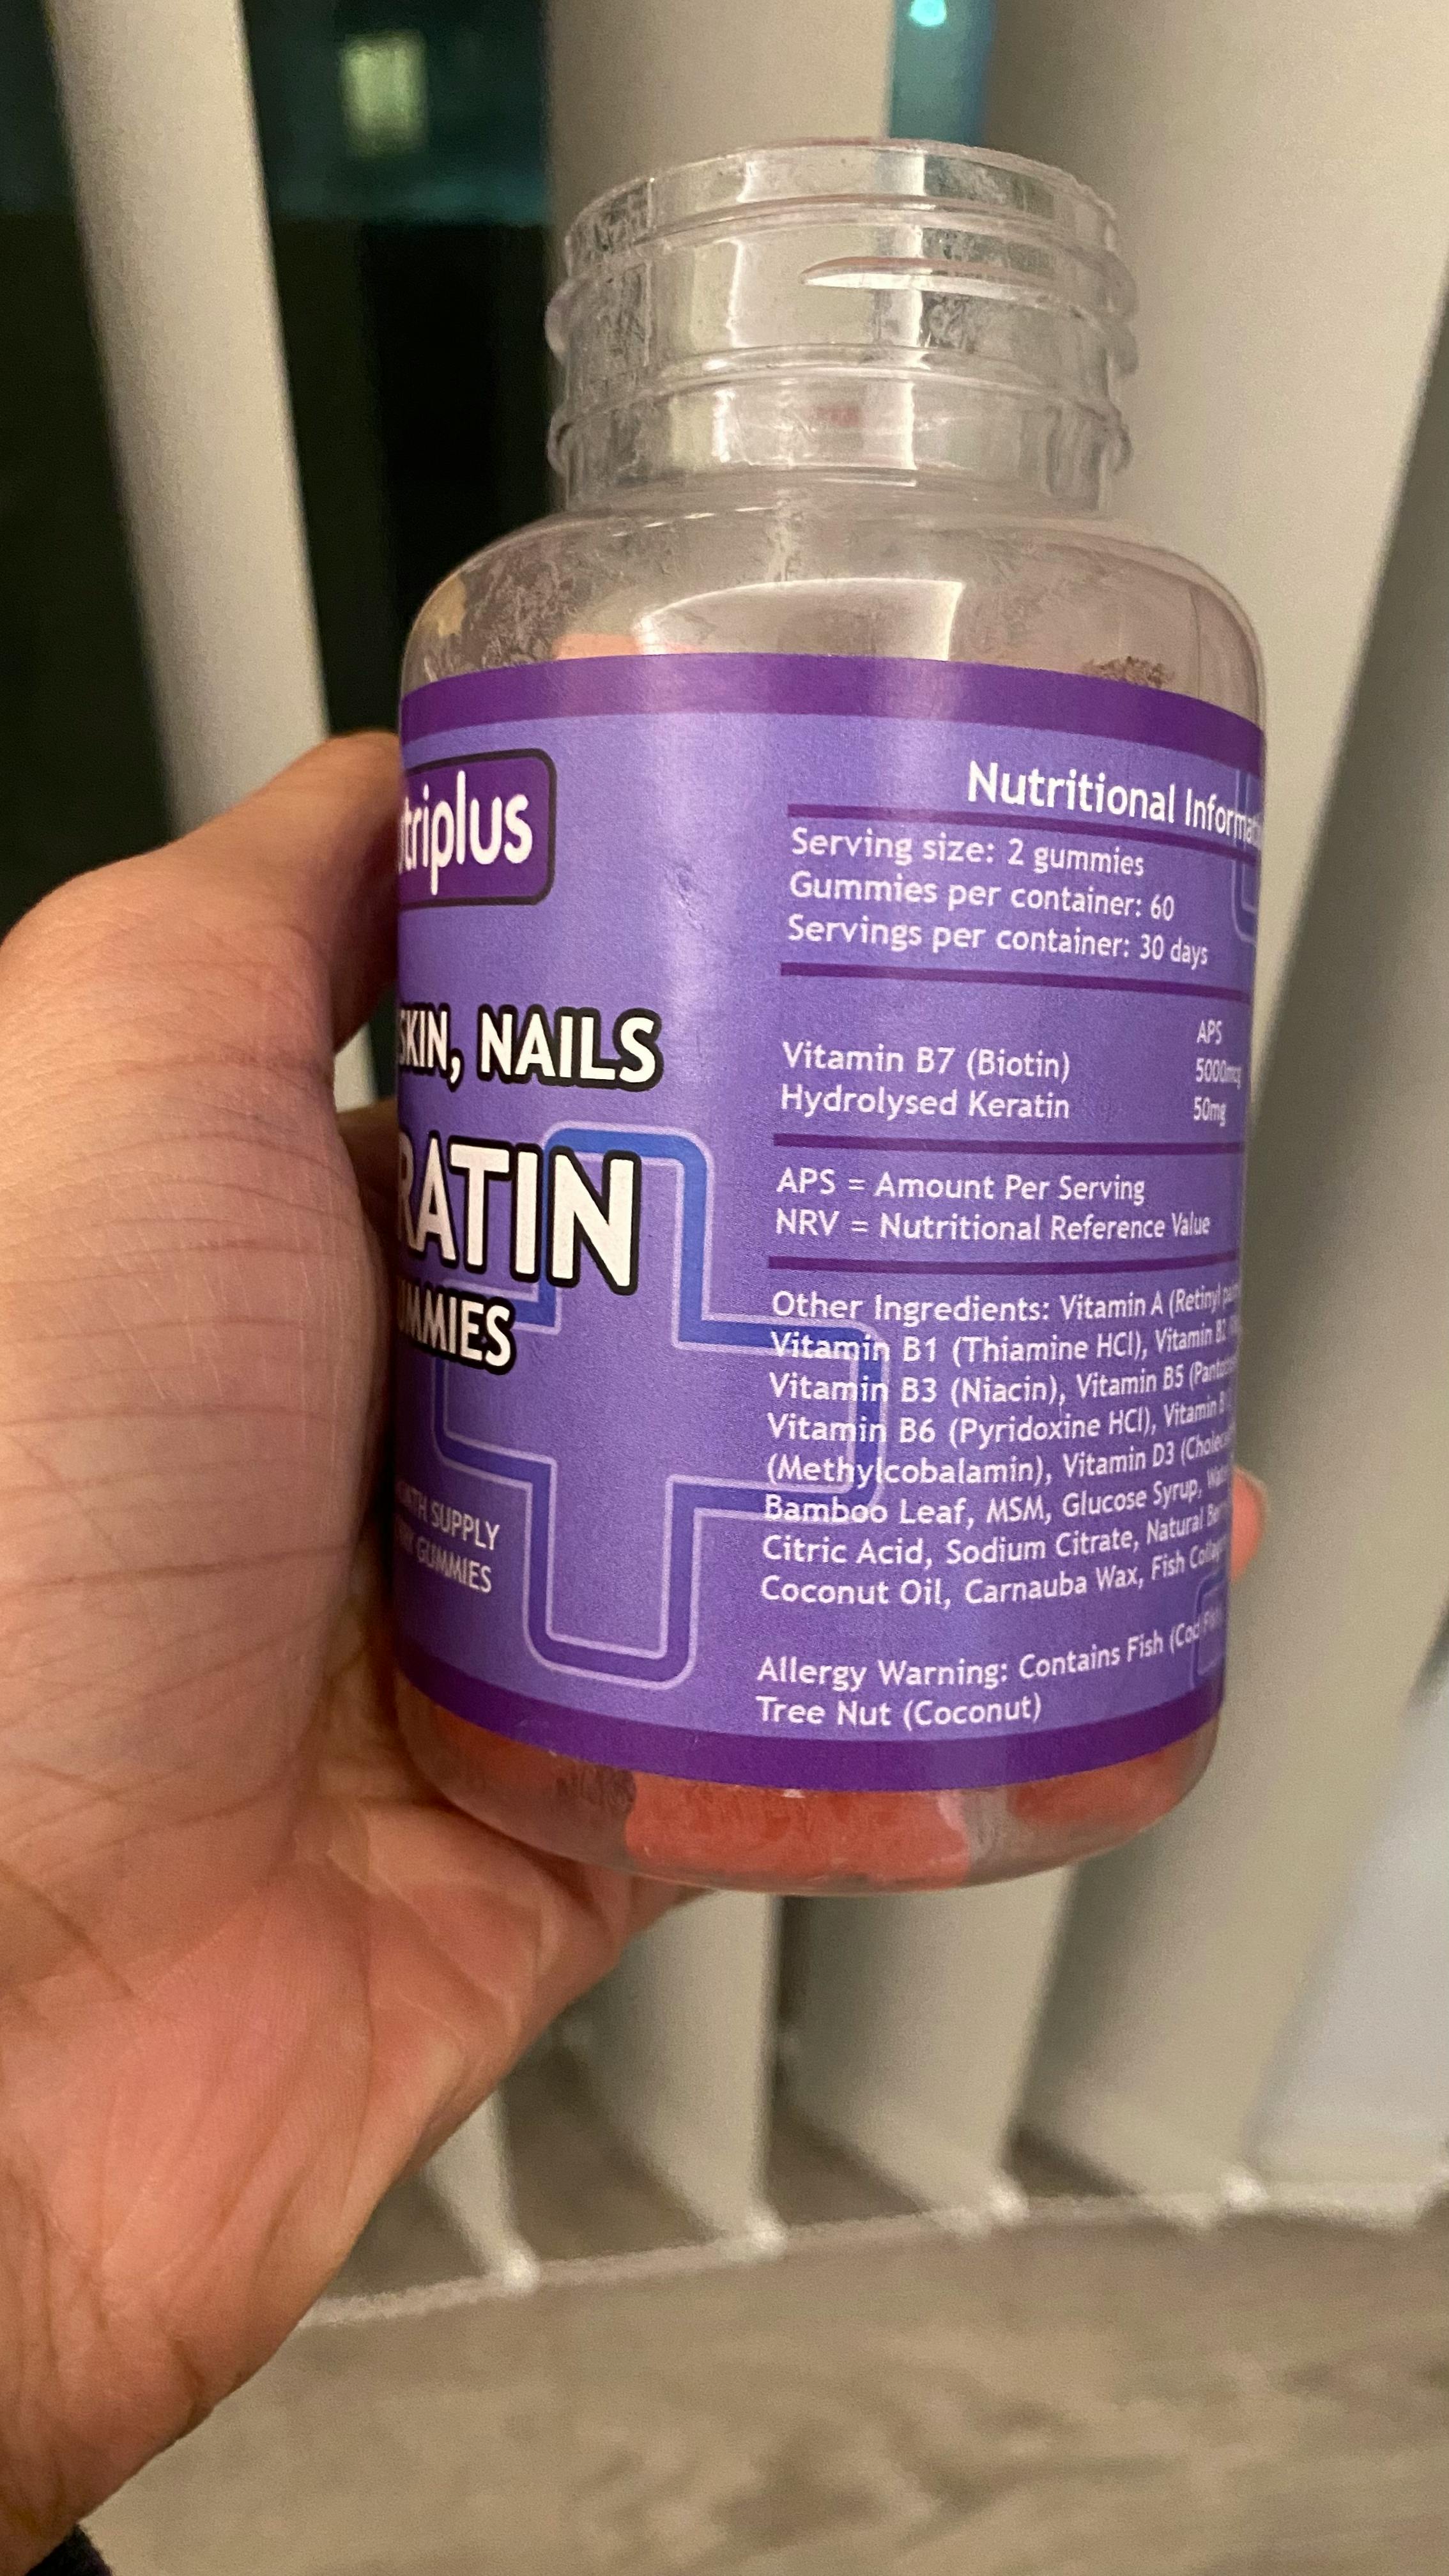 triplus
SKIN, NAILS
RATIN
UMMIES
SUPPLY
GUMMIES
Nutritional Informat
Serving size: 2 gummies
Gummies per container: 60
Servings per container: 30 days
APS
Vitamin B7 (Biotin) 5000mcg
Hydrolysed Keratin 50mg
APS = Amount Per Serving
NRV = Nutritional Reference Value
Other Ingredients: Vitamin A (Retinyl
Vitamin B1 (Thiamine HCl), Vitamin B2
Vitamin B3 (Niacin), Vitamin B5
Vitamin B6 (Pyridoxine HCl), Vitamin
(Methylcobalamin), Vitamin D3
Bamboo Leaf, MSM, Glucose Syrup,
Citric Acid, Sodium Citrate, Natural
Coconut Oil, Carnauba Wax, Fish
Allergy Warning: Contains Fish (Cod
Tree Nut (Coconut)